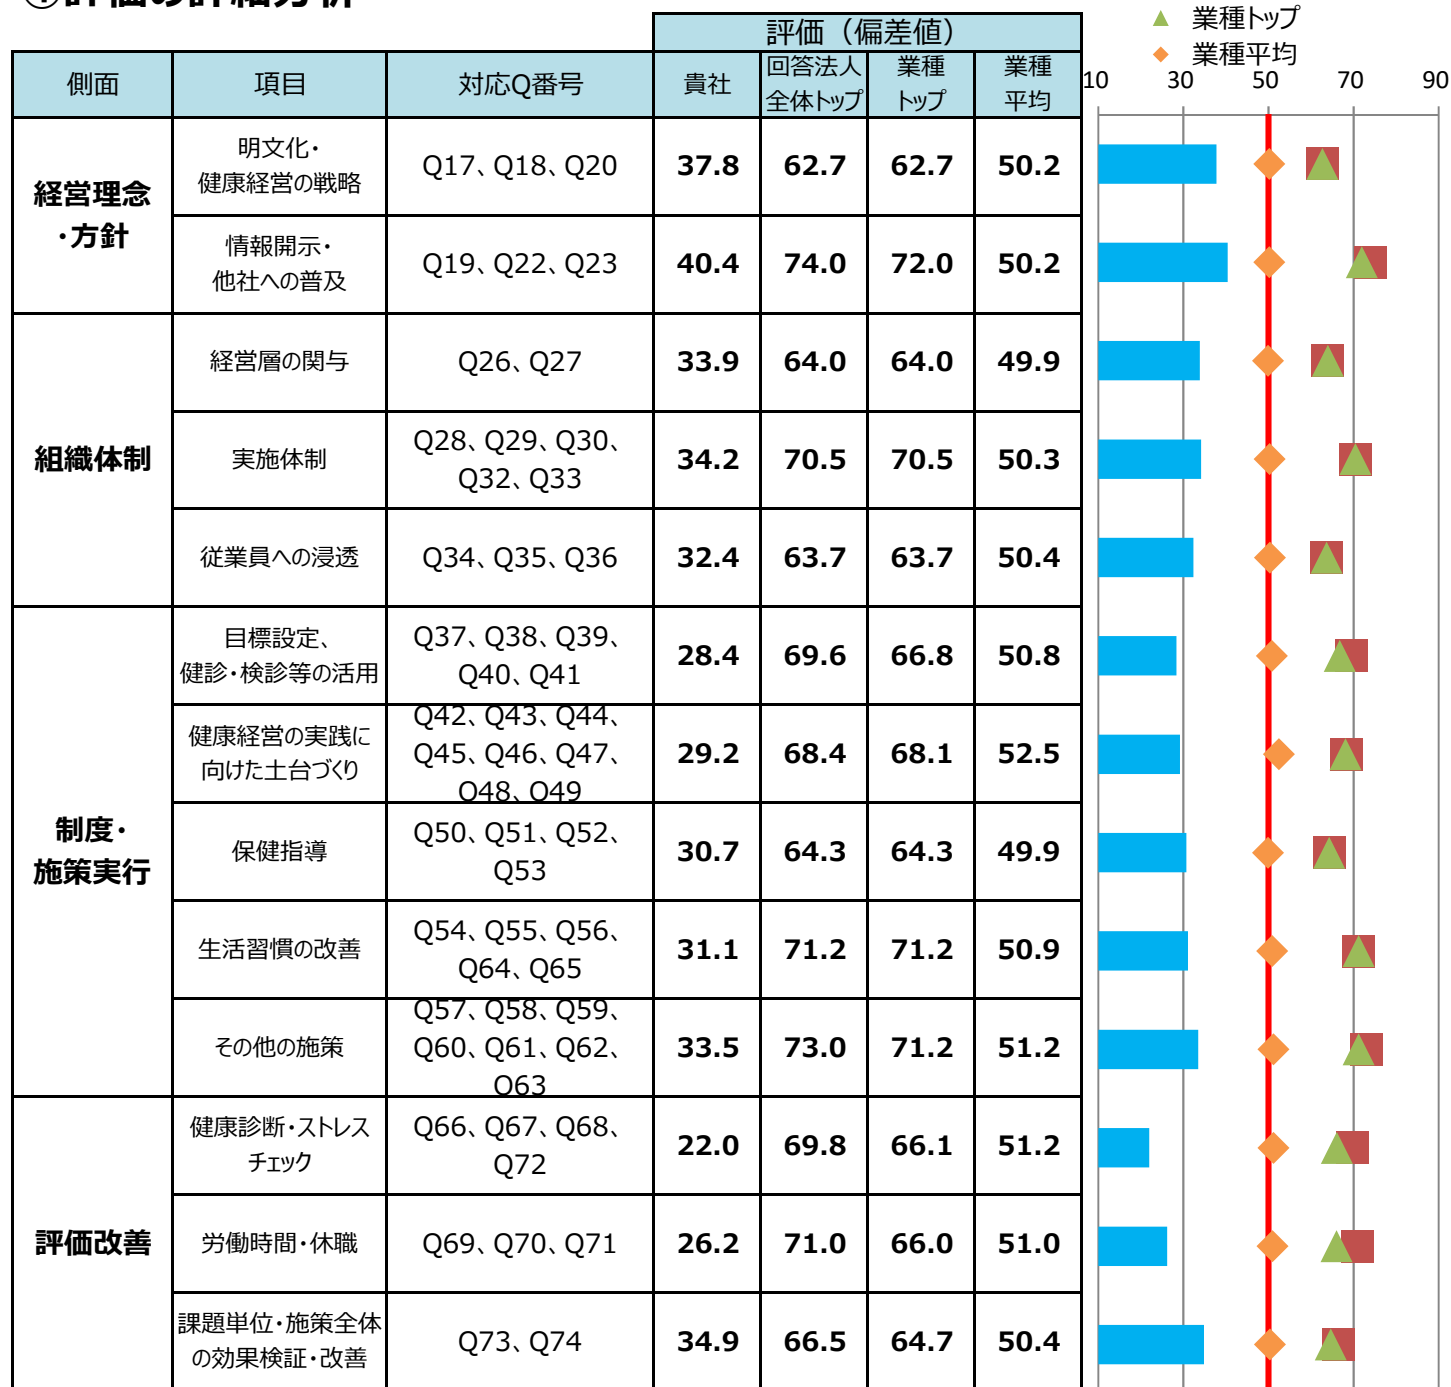 ④評価の詳細分析
▲ 業種トップ
◆ 業種平均
評価（偏差値）
側面 項目 対応Q番号 貴社 回答法人 業種 業種
全体トップ トップ 平均
10 30 50 70 90
経営理念
・方針
明文化・
健康経営の戦略
Q17、Q18、Q20 37.8 62.7 62.7 50.2
情報開示・
他社への普及
Q19、Q22、Q23 40.4 74.0 72.0 50.2
組織体制
経営層の関与 Q26、Q27 33.9 64.0 64.0 49.9
実施体制
Q28、Q29、Q30、
Q32、Q33
34.2 70.5 70.5 50.3
従業員への浸透 Q34、Q35、Q36 32.4 63.7 63.7 50.4
制度・
施策実行
目標設定、
健診・検診等の活用
Q37、Q38、Q39、
Q40、Q41
28.4 69.6 66.8 50.8
健康経営の実践に
向けた土台づくり
Q42、Q43、Q44、
Q45、Q46、Q47、
Q48、Q49
29.2 68.4 68.1 52.5
保健指導
Q50、Q51、Q52、
Q53
30.7 64.3 64.3 49.9
生活習慣の改善
Q54、Q55、Q56、
Q64、Q65
31.1 71.2 71.2 50.9
その他の施策
Q57、Q58、Q59、
Q60、Q61、Q62、
Q63
33.5 73.0 71.2 51.2
評価改善
健康診断・ストレス
チェック
Q66、Q67、Q68、
Q72
22.0 69.8 66.1 51.2
労働時間・休職 Q69、Q70、Q71 26.2 71.0 66.0 51.0
課題単位・施策全体
の効果検証・改善
Q73、Q74 34.9 66.5 64.7 50.4